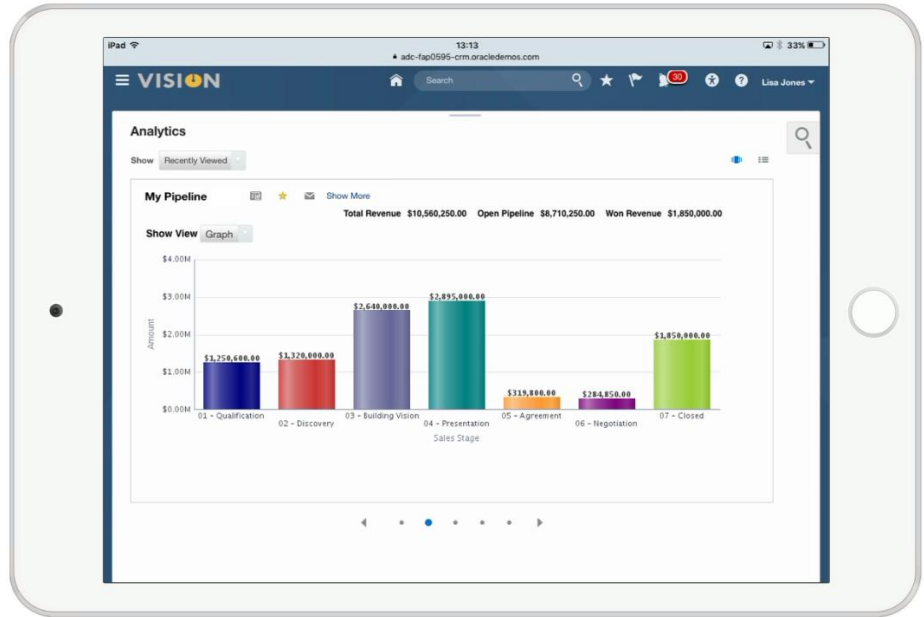 iPad 13:13 33%
adc-fap0595-crm.oracledemos.com
VISION Search 30 Lisa Jones
Analytics
Show Recently Viewed
My Pipeline Show More
Total Revenue $10,560,250.00 Open Pipeline $8,710,250.00 Won Revenue $1,850,000.00
Show View Graph
$4.00M
$3.00M
$2.00M
$1.00M
$0.00M
Amount
$1,250,600.00
$1,320,000.00
$2,640,000.00
$2,895,000.00
$319,800.00
$284,850.00
$1,850,000.00
01 - Qualification
02 - Discovery
03 - Building Vision
04 - Presentation
05 - Agreement
06 - Negotiation
07 - Closed
Sales Stage